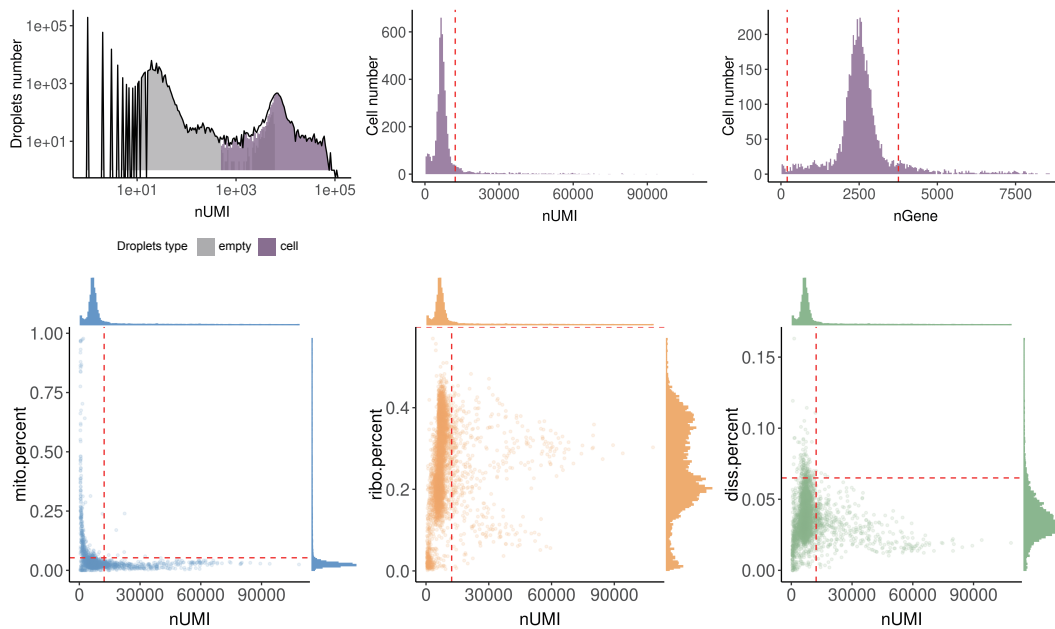 Droplets number
1e+05
1e+03
1e+01
1e+01
1e+03
1e+05
nUMI
Droplets type
empty
cell
Cell number
600
400
200
0
0
30000
60000
90000
nUMI
Cell number
200
150
100
50
0
0
2500
5000
7500
nGene
mito.percent
1.00
0.75
0.50
0.25
0.00
0
30000
60000
90000
nUMI
ribo.percent
0.4
0.2
0.0
0
30000
60000
90000
nUMI
diss.percent
0.15
0.10
0.05
0.00
0
30000
60000
90000
nUMI